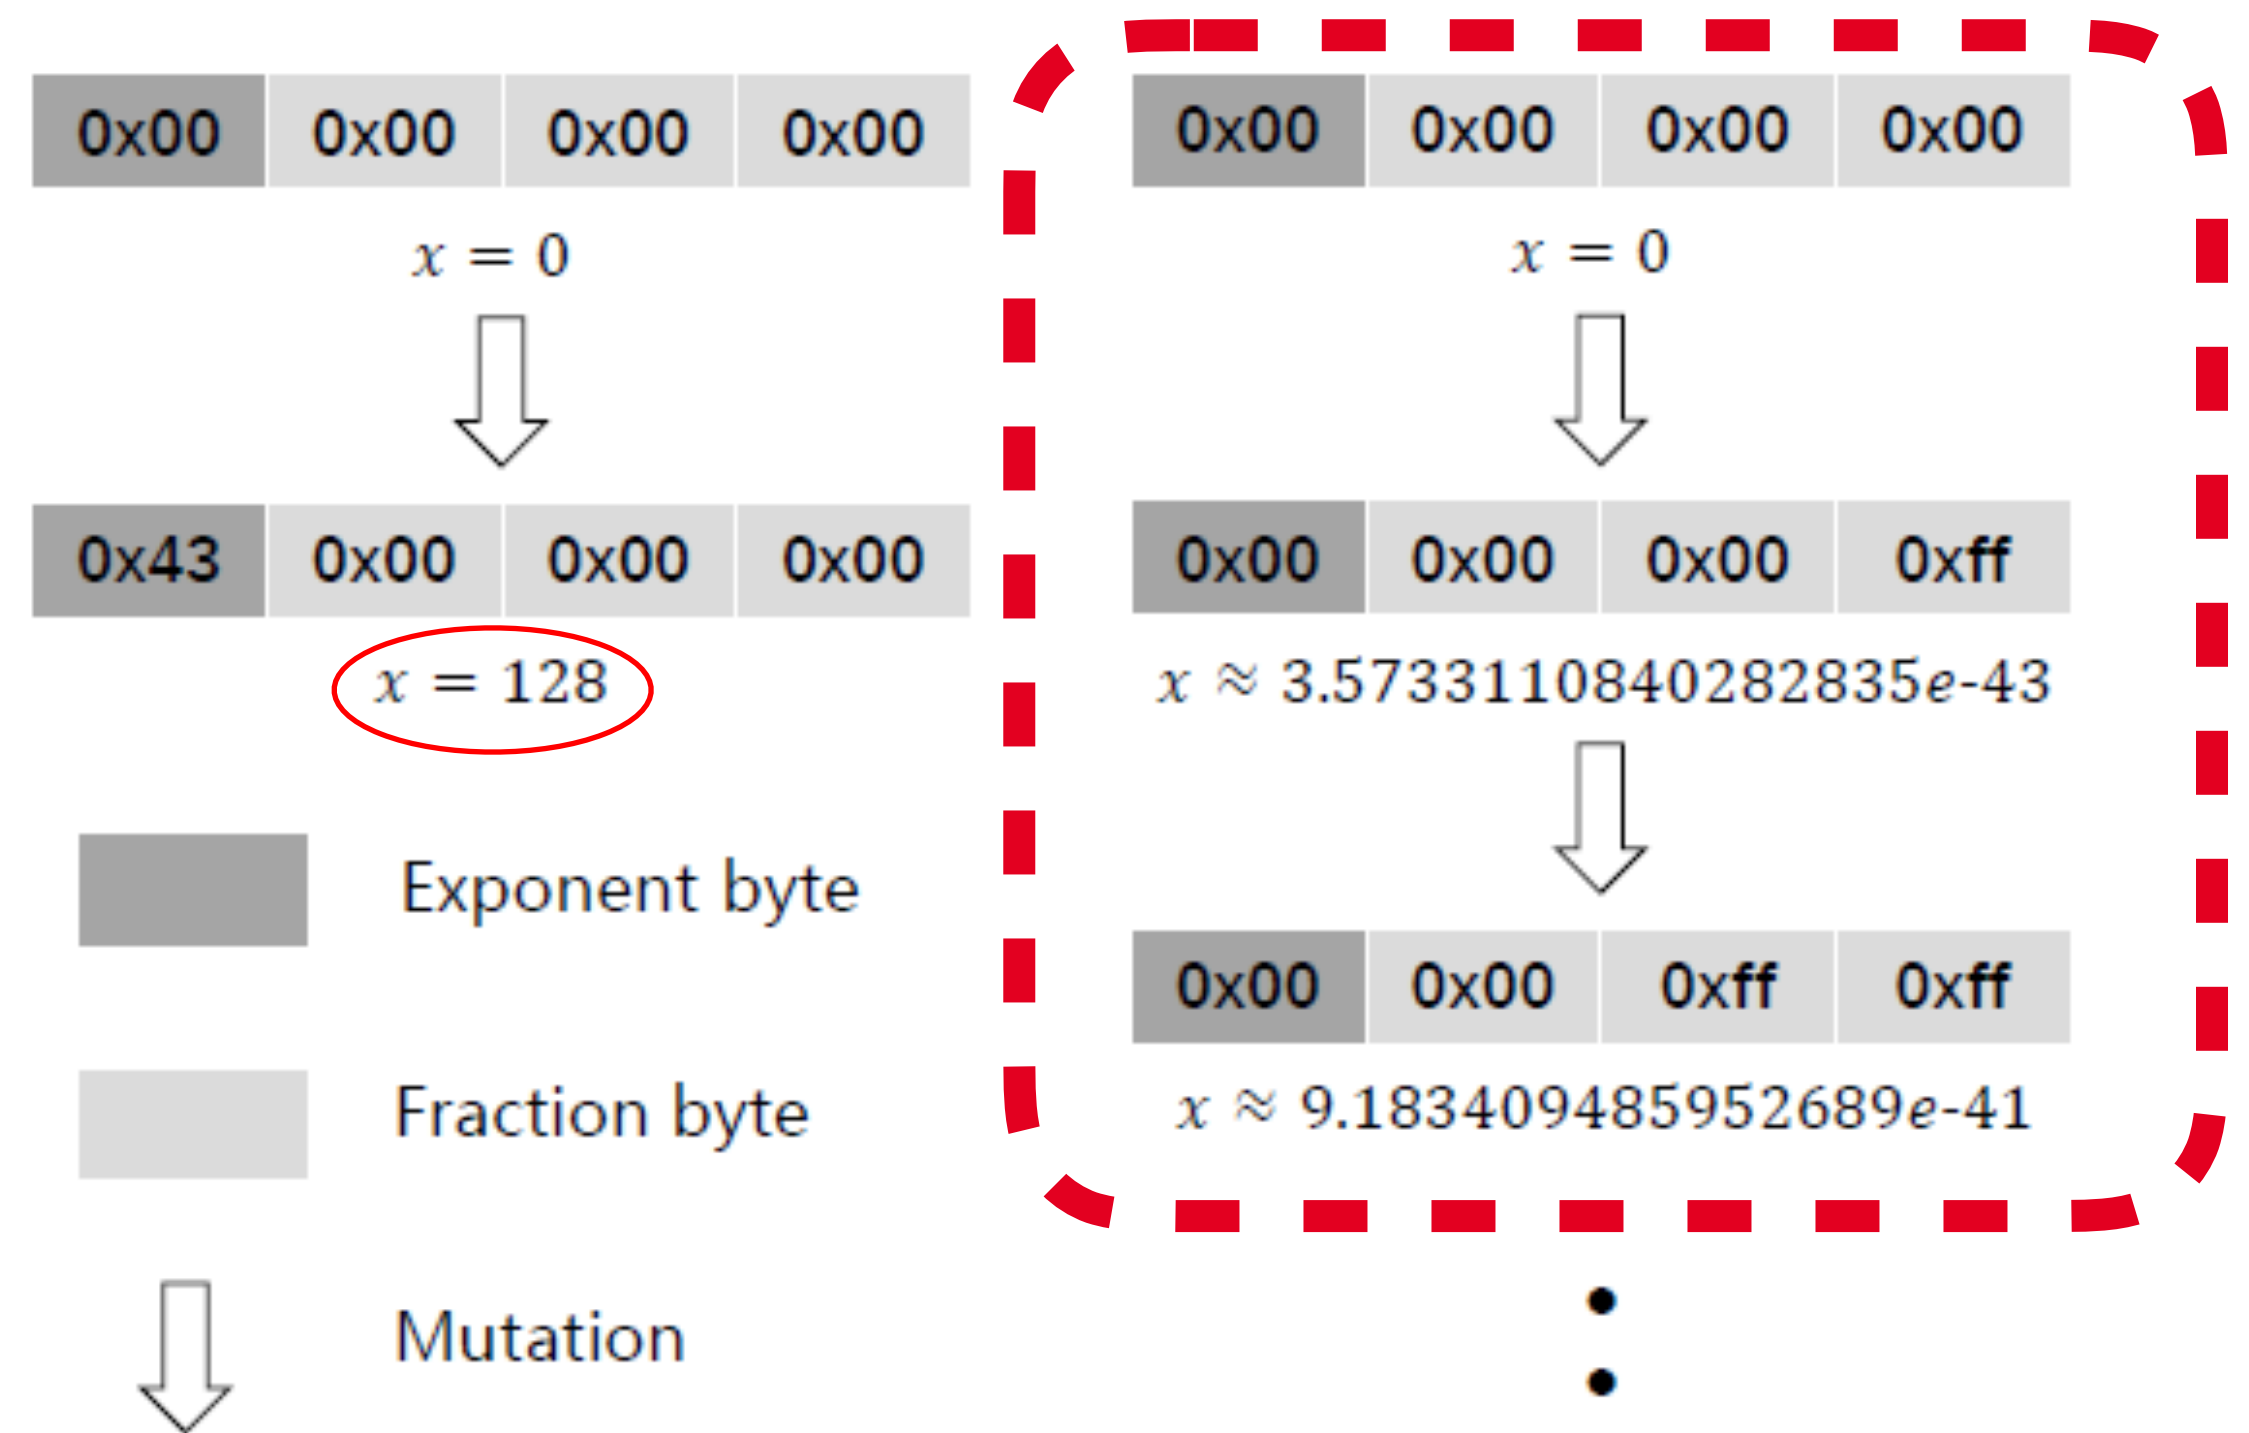 0x00 0x00 0x00 0x00
x = 0
0x43 0x00 0x00 0x00
x = 128
Exponent byte
Fraction byte
Mutation
0x00 0x00 0x00 0x00
x = 0
0x00 0x00 0x00 0xff
x ≈ 3.5733110840282835e-43
0x00 0x00 0xff 0xff
x ≈ 9.183409485952689e-41